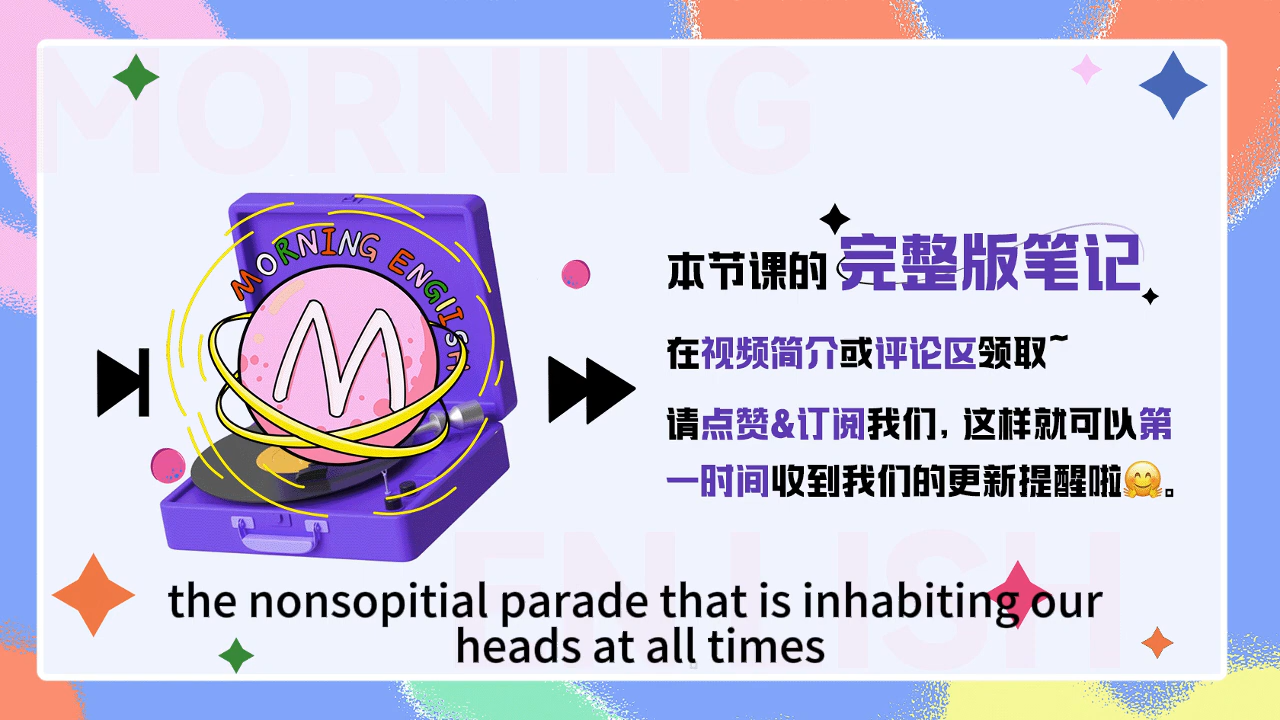 MORNING
MORNING ENGLISH
M
本节课的 完整版笔记
在视频简介或评论区领取~
请点赞&订阅我们, 这样就可以第
一时间收到我们的更新提醒啦🤗。
ENGLISH
the nonsopitial parade that is inhabiting our
heads at all times